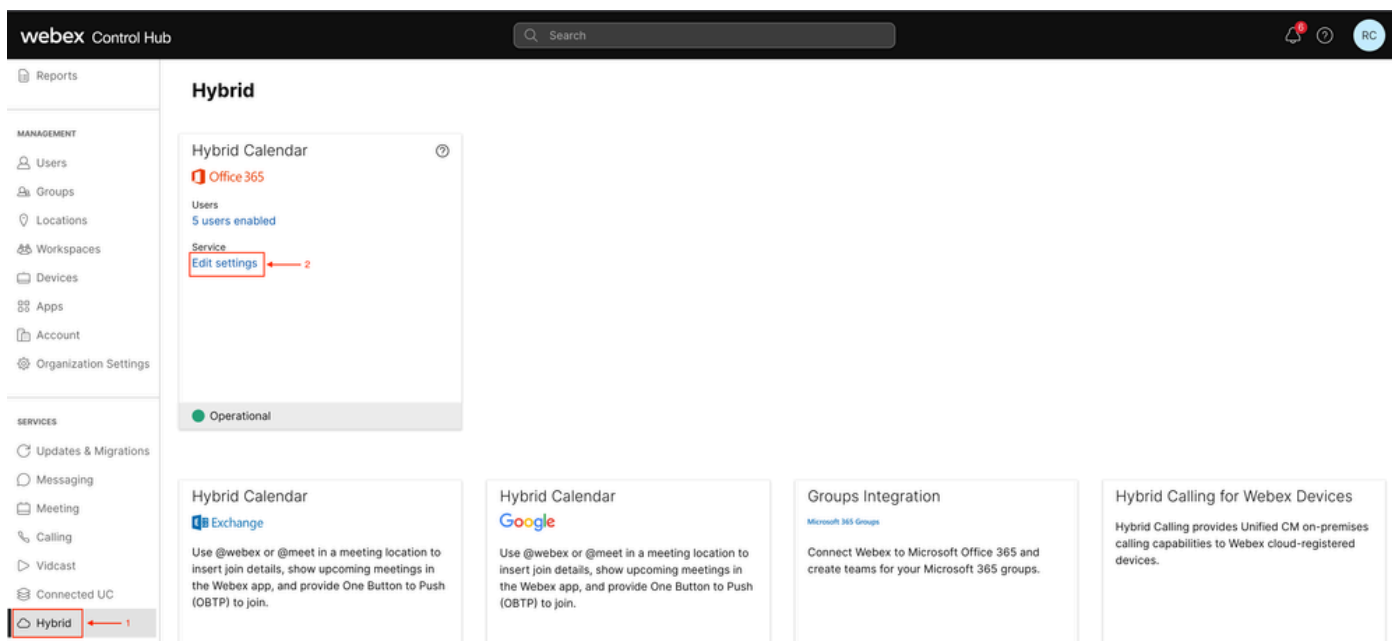 webex Control Hub
Search
6
RC
Reports
MANAGEMENT
Users
Groups
Locations
Workspaces
Devices
Apps
Account
Organization Settings
SERVICES
Updates & Migrations
Messaging
Meeting
Calling
Vidcast
Connected UC
Hybrid
1
Hybrid
Hybrid Calendar
Office 365
Users
5 users enabled
Service
Edit settings
2
Operational
Hybrid Calendar
Exchange
Use @webex or @meet in a meeting location to
insert join details, show upcoming meetings in
the Webex app, and provide One Button to Push
(OBTP) to join.
Hybrid Calendar
Google
Use @webex or @meet in a meeting location to
insert join details, show upcoming meetings in
the Webex app, and provide One Button to Push
(OBTP) to join.
Groups Integration
Microsoft 365 Groups
Connect Webex to Microsoft Office 365 and
create teams for your Microsoft 365 groups.
Hybrid Calling for Webex Devices
Hybrid Calling provides Unified CM on-premises
calling capabilities to Webex cloud-registered
devices.